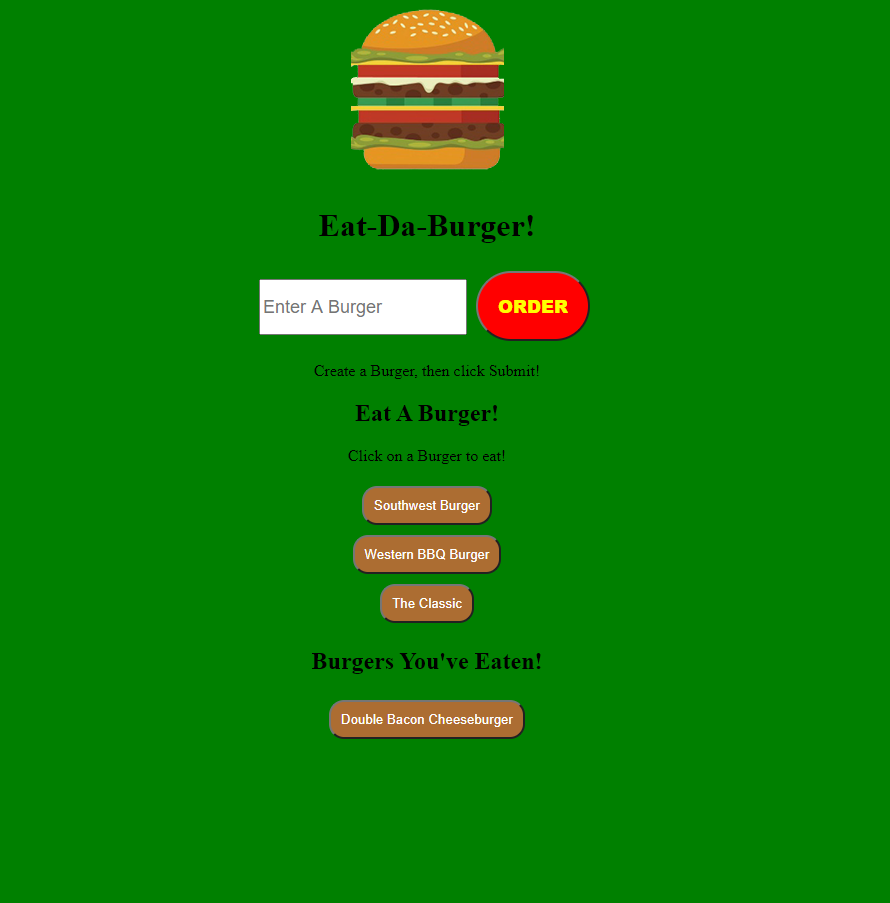 Eat-Da-Burger!
Enter A Burger ORDER
Create a Burger, then click Submit!
Eat A Burger!
Click on a Burger to eat!
Southwest Burger
Western BBQ Burger
The Classic
Burgers You've Eaten!
Double Bacon Cheeseburger